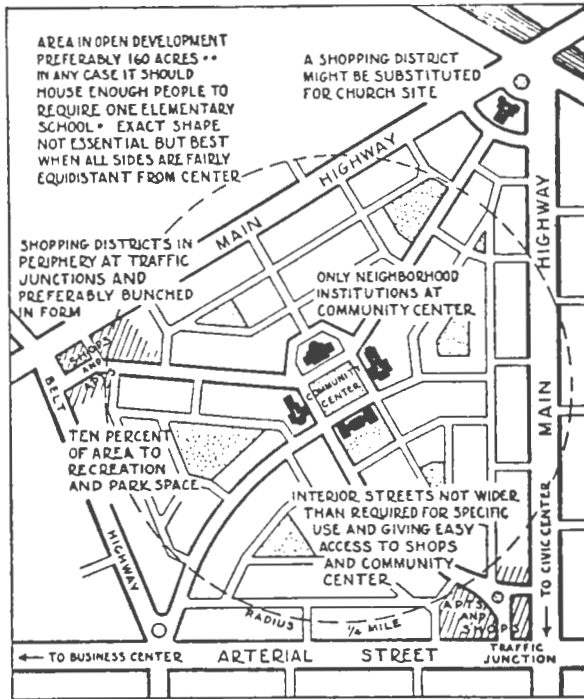 AREA IN OPEN DEVELOPMENT
PREFERABLY 160 ACRES ••
IN ANY CASE IT SHOULD
HOUSE ENOUGH PEOPLE TO
REQUIRE ONE ELEMENTARY
SCHOOL • EXACT SHAPE
NOT ESSENTIAL BUT BEST
WHEN ALL SIDES ARE FAIRLY
EQUIDISTANT FROM CENTER
A SHOPPING DISTRICT
MIGHT BE SUBSTITUTED
FOR CHURCH SITE
MAIN HIGHWAY
SHOPPING DISTRICTS IN
PERIPHERY AT TRAFFIC
JUNCTIONS AND
PREFERABLY BUNCHED
IN FORM
ONLY NEIGHBORHOOD
INSTITUTIONS AT
COMMUNITY CENTER
MAIN HIGHWAY
SHOPS
AND
APTS
BELT HIGHWAY
COMMUNITY
CENTER
TEN PERCENT
OF AREA TO
RECREATION
AND PARK SPACE
INTERIOR STREETS NOT WIDER
THAN REQUIRED FOR SPECIFIC
USE AND GIVING EASY
ACCESS TO SHOPS
AND COMMUNITY
CENTER
TO CIVIC CENTER
APTS
AND
SHOPS
RADIUS ¼ MILE
TRAFFIC
JUNCTION
← TO BUSINESS CENTER
ARTERIAL STREET